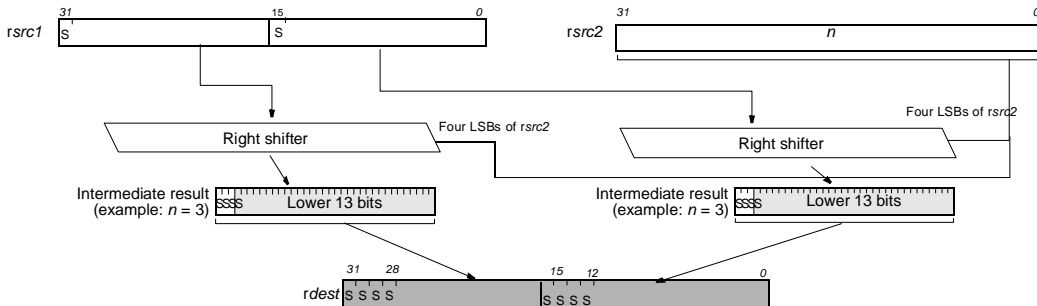 31 15 0 31 0
rsrc1 S S rsrc2 n
Four LSBs of rsrc2 Four LSBs of rsrc2
Right shifter Right shifter
Intermediate result
(example: n = 3)
SSSS Lower 13 bits
Intermediate result
(example: n = 3)
SSSS Lower 13 bits
31 28 15 12 0
rdest S S S S S S S S